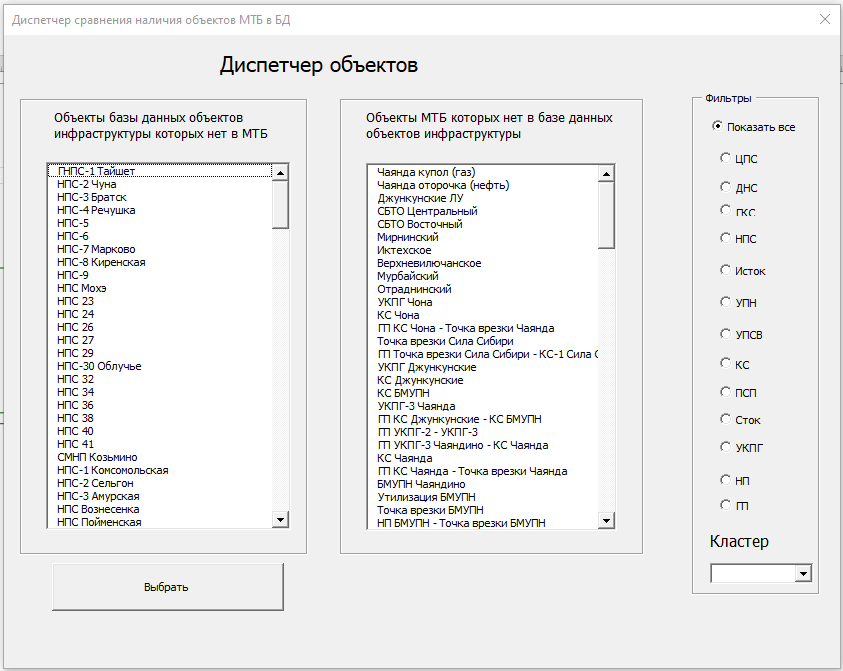 Диспетчер сравнения наличия объектов МТБ в БД
Диспетчер объектов
Объекты базы данных объектов
инфраструктуры которых нет в МТБ
ГНПС-1 Тайшет
НПС-2 Чуна
НПС-3 Братск
НПС-4 Речушка
НПС-5
НПС-6
НПС-7 Марково
НПС-8 Киренская
НПС-9
НПС Мохэ
НПС 23
НПС 24
НПС 26
НПС 27
НПС 29
НПС-30 Облучье
НПС 32
НПС 34
НПС 36
НПС 38
НПС 40
НПС 41
СМНП Козьмино
НПС-1 Комсомольская
НПС-2 Сельгон
НПС-3 Амурская
НПС Вознесенка
НПС Пойменская
Выбрать
Объекты МТБ которых нет в базе данных
объектов инфраструктуры
Чаянда купол (газ)
Чаянда оторочка (нефть)
Джункунские ЛУ
СБТО Центральный
СБТО Восточный
Мирнинский
Иктехское
Верхневилючанское
Мурбайский
Отраднинский
УКПГ Чона
КС Чона
ГП КС Чона - Точка врезки Чаянда
Точка врезки Сила Сибири
ГП Точка врезки Сила Сибири - КС-1 Сила С
УКПГ Джункунские
КС Джункунские
КС БМУПН
УКПГ-3 Чаянда
ГП КС Джункунские - КС БМУПН
ГП УКПГ-2 - УКПГ-3
ГП УКПГ-3 Чаяндино - КС Чаянда
КС Чаянда
ГП КС Чаянда - Точка врезки Чаянда
БМУПН Чаяндино
Утилизация БМУПН
Точка врезки БМУПН
НП БМУПН - Точка врезки БМУПН
Фильтры
Показать все
ЦПС
ДНС
ГКС
НПС
Исток
УПН
УПСВ
КС
ПСП
Сток
УКПГ
НП
ГП
Кластер